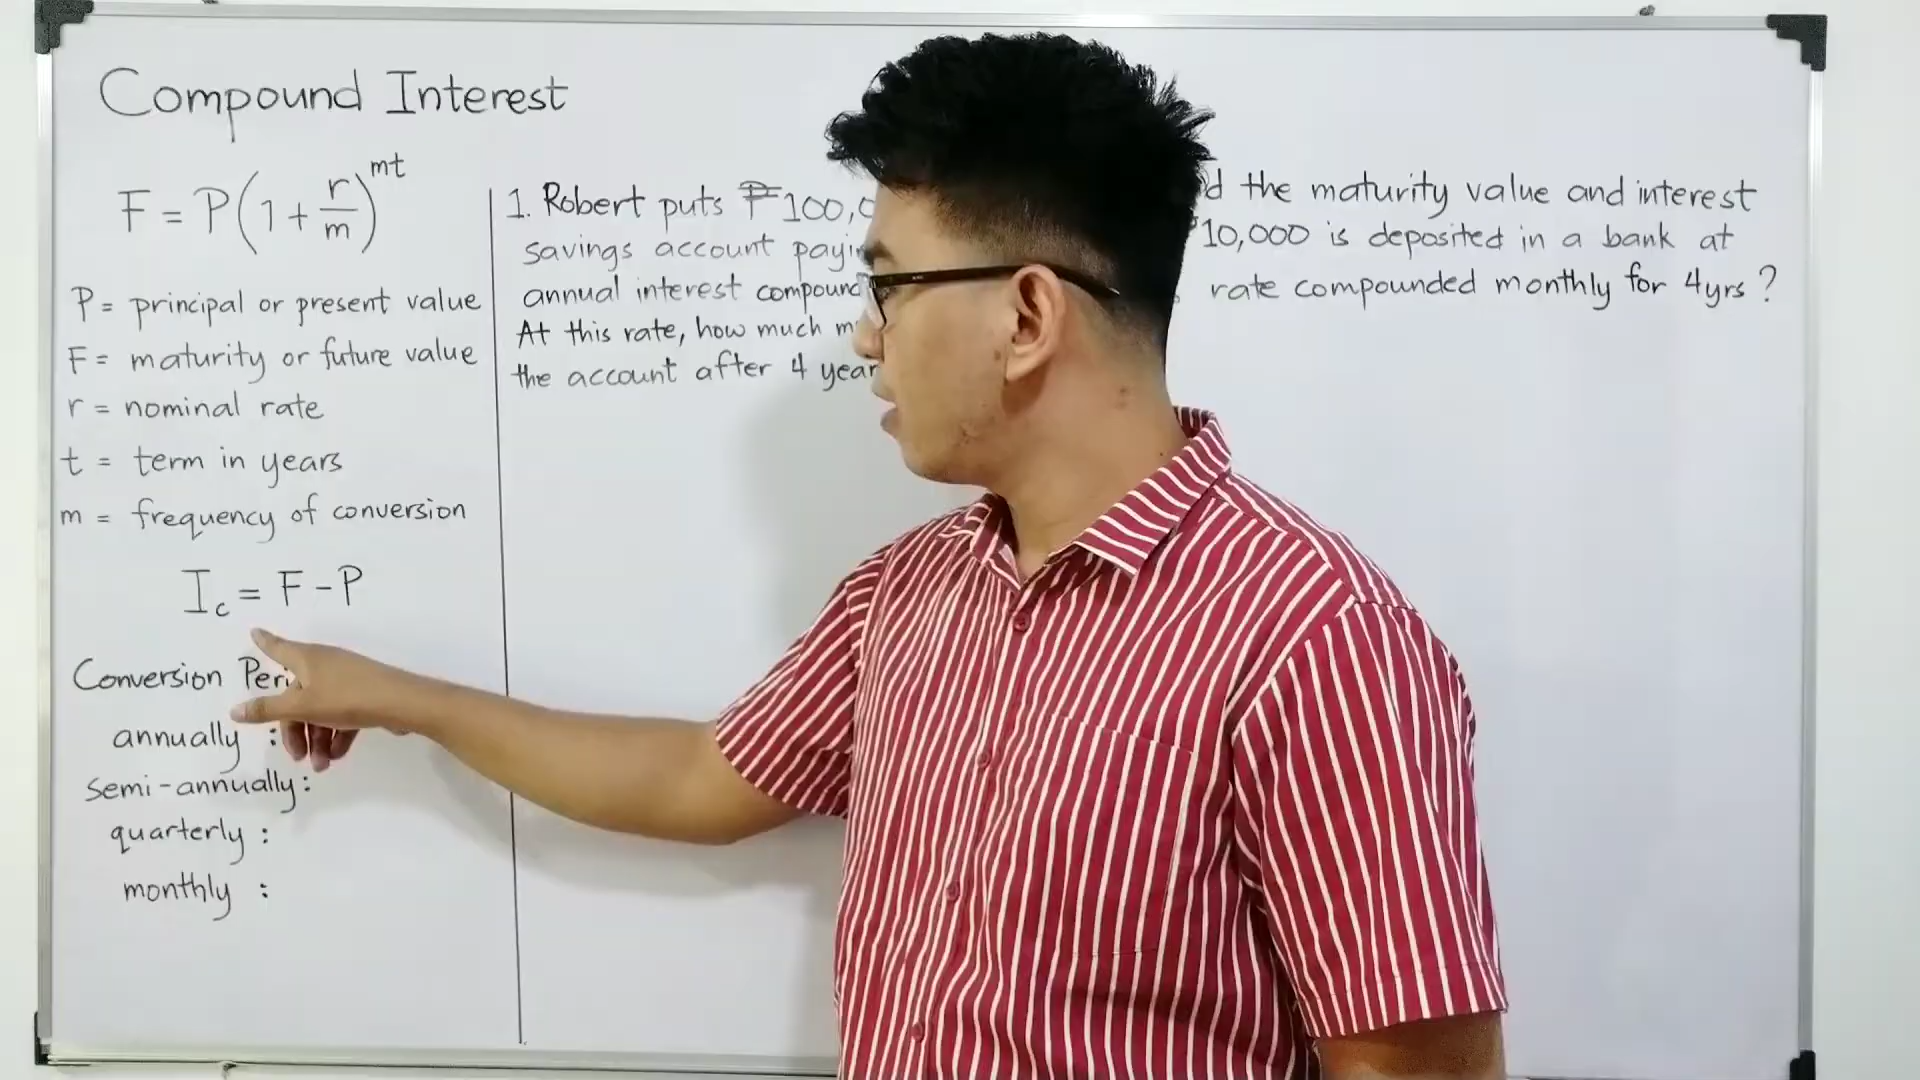 Compound Interest
F = P(1 + r/m)^mt
P = principal or present value
F = maturity or future value
r = nominal rate
t = term in years
m = frequency of conversion
I_c = F - P
Conversion
annually :
semi-annually :
quarterly :
monthly :
1. Robert puts ₱100,0
savings account
annual interest
At this rate, how much
the account after 4
the maturity value and interest
10,000 is deposited in a bank at
rate compounded monthly for 4yrs ?